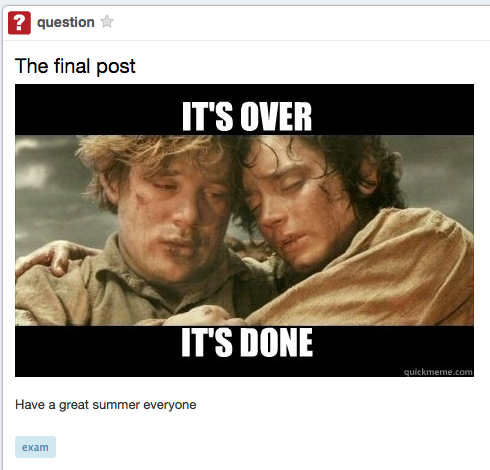 question
The final post
IT'S OVER
IT'S DONE
quickmeme.com
Have a great summer everyone
exam